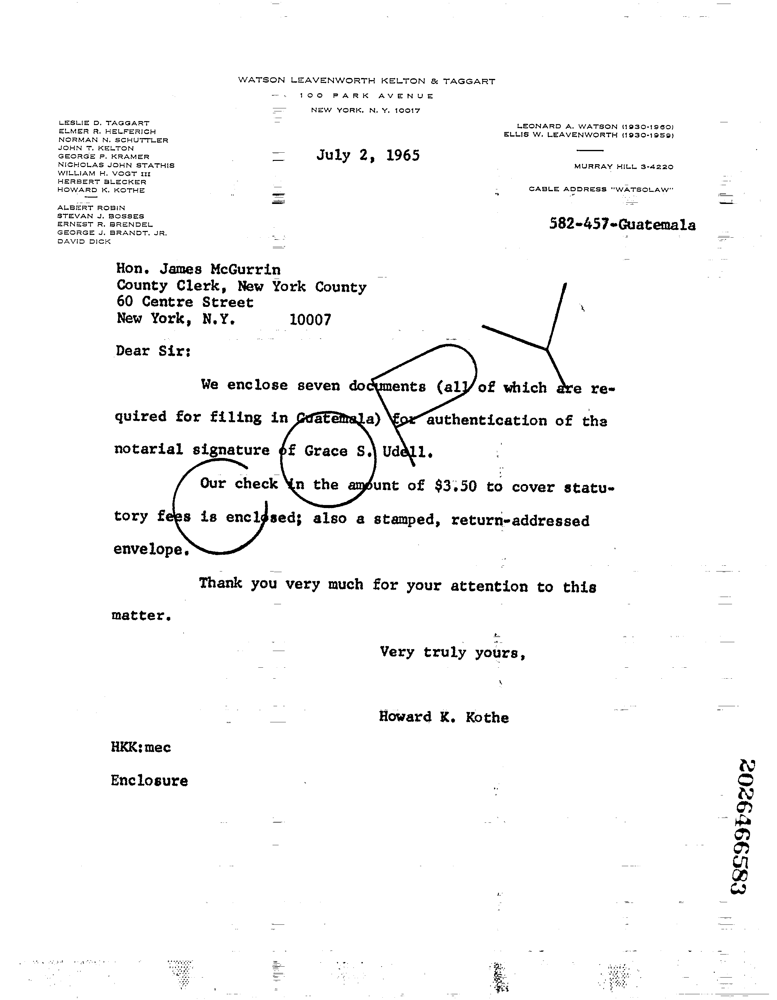 WATSON LEAVENWORTH KELTON & TAGGART
100 PARK AVENUE
NEW YORK, N. Y. 10017
LESLIE D. TAGGART
ELMER R. HELFERICH
NORMAN N. SCHUTTLER
JOHN T. KELTON
GEORGE P. KRAMER
NICHOLAS JOHN STATHIS
WILLIAM H. VOGT III
HERBERT BLECKER
HOWARD K. KOTHE
ALBERT ROBIN
STEVAN J. BOSSES
ERNEST R. BRENDEL
GEORGE J. BRANDT, JR.
DAVID DICK
LEONARD A. WATSON (1930-1960)
ELLIS W. LEAVENWORTH (1930-1959)
MURRAY HILL 3-4220
CABLE ADDRESS "WATSOLAW"
July 2, 1965
582-457-Guatemala
Hon. James McGurrin
County Clerk, New York County
60 Centre Street
New York, N.Y. 10007
Dear Sir:
We enclose seven documents (all of which are re-
quired for filing in Guatemala) for authentication of the
notarial signature of Grace S. Udell.
Our check in the amount of $3.50 to cover statu-
tory fees is enclosed; also a stamped, return-addressed
envelope.
Thank you very much for your attention to this
matter.
Very truly yours,
Howard K. Kothe
HKK:mec
Enclosure
2026466583
COPY